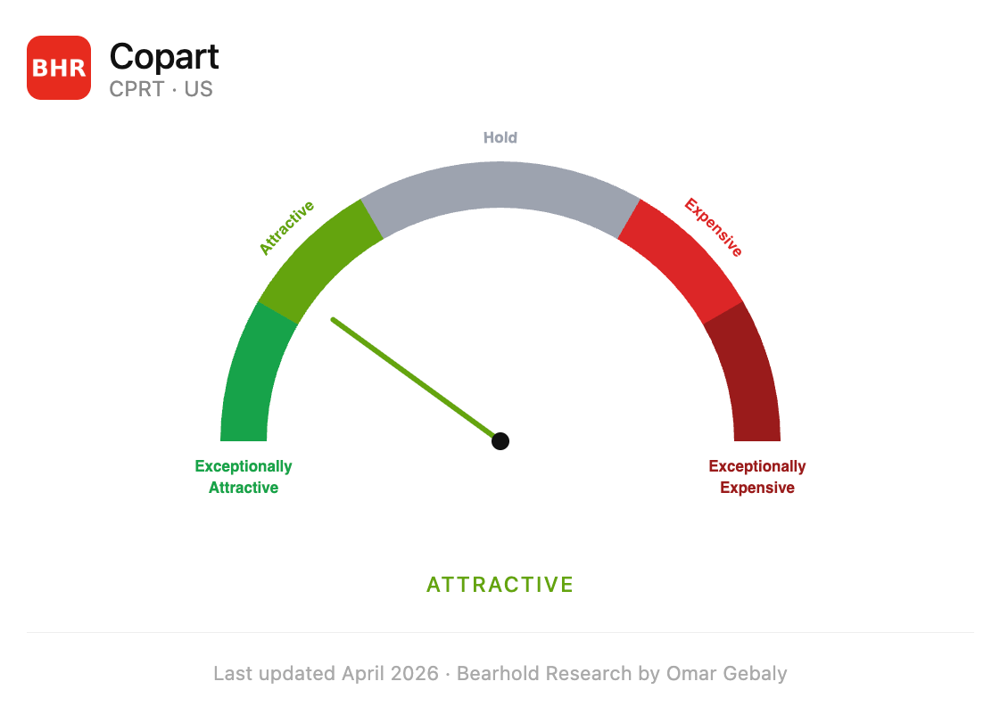 BHR
Copart
CPRT · US
Hold
Attractive
Expensive
Exceptionally
Attractive
Exceptionally
Expensive
ATTRACTIVE
Last updated April 2026 · Bearhold Research by Omar Gebaly